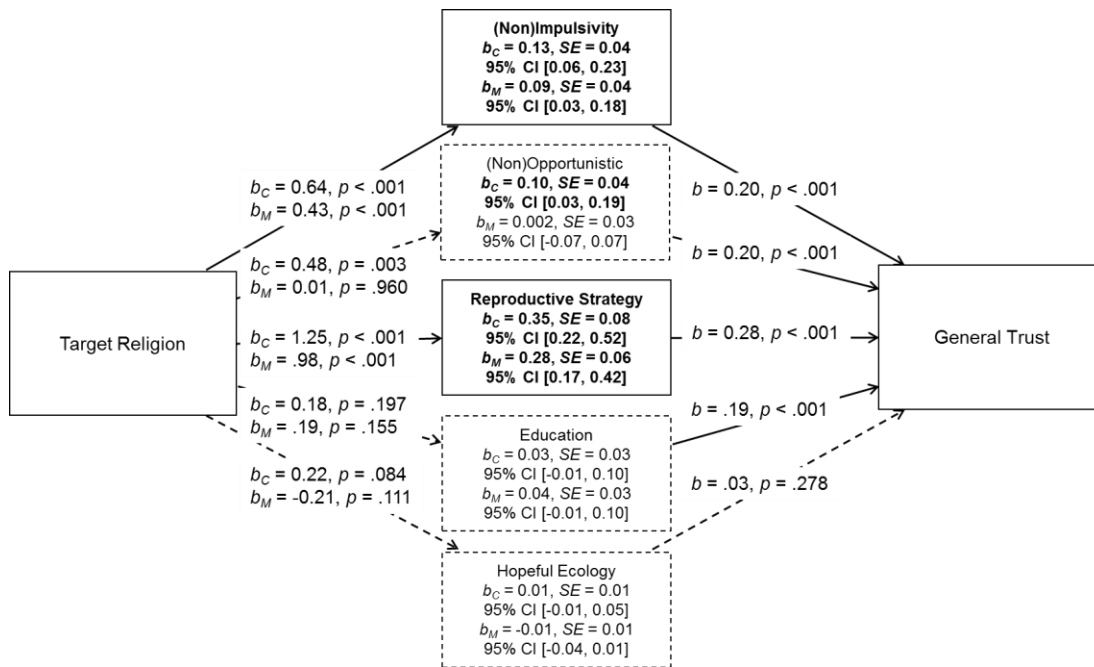 (Non)Impulsivity
b_C = 0.13, SE = 0.04
95% CI [0.06, 0.23]
b_M = 0.09, SE = 0.04
95% CI [0.03, 0.18]
b_C = 0.64, p < .001
b_M = 0.43, p < .001
b = 0.20, p < .001
(Non)Opportunistic
b_C = 0.10, SE = 0.04
95% CI [0.03, 0.19]
b_M = 0.002, SE = 0.03
95% CI [-0.07, 0.07]
b_C = 0.48, p = .003
b_M = 0.01, p = .960
b = 0.20, p < .001
Target Religion
Reproductive Strategy
b_C = 0.35, SE = 0.08
95% CI [0.22, 0.52]
b_M = 0.28, SE = 0.06
95% CI [0.17, 0.42]
b_C = 1.25, p < .001
b_M = .98, p < .001
b = 0.28, p < .001
General Trust
b_C = 0.18, p = .197
b_M = .19, p = .155
Education
b_C = 0.03, SE = 0.03
95% CI [-0.01, 0.10]
b_M = 0.04, SE = 0.03
95% CI [-0.01, 0.10]
b = .19, p < .001
b_C = 0.22, p = .084
b_M = -0.21, p = .111
b = .03, p = .278
Hopeful Ecology
b_C = 0.01, SE = 0.01
95% CI [-0.01, 0.05]
b_M = -0.01, SE = 0.01
95% CI [-0.04, 0.01]